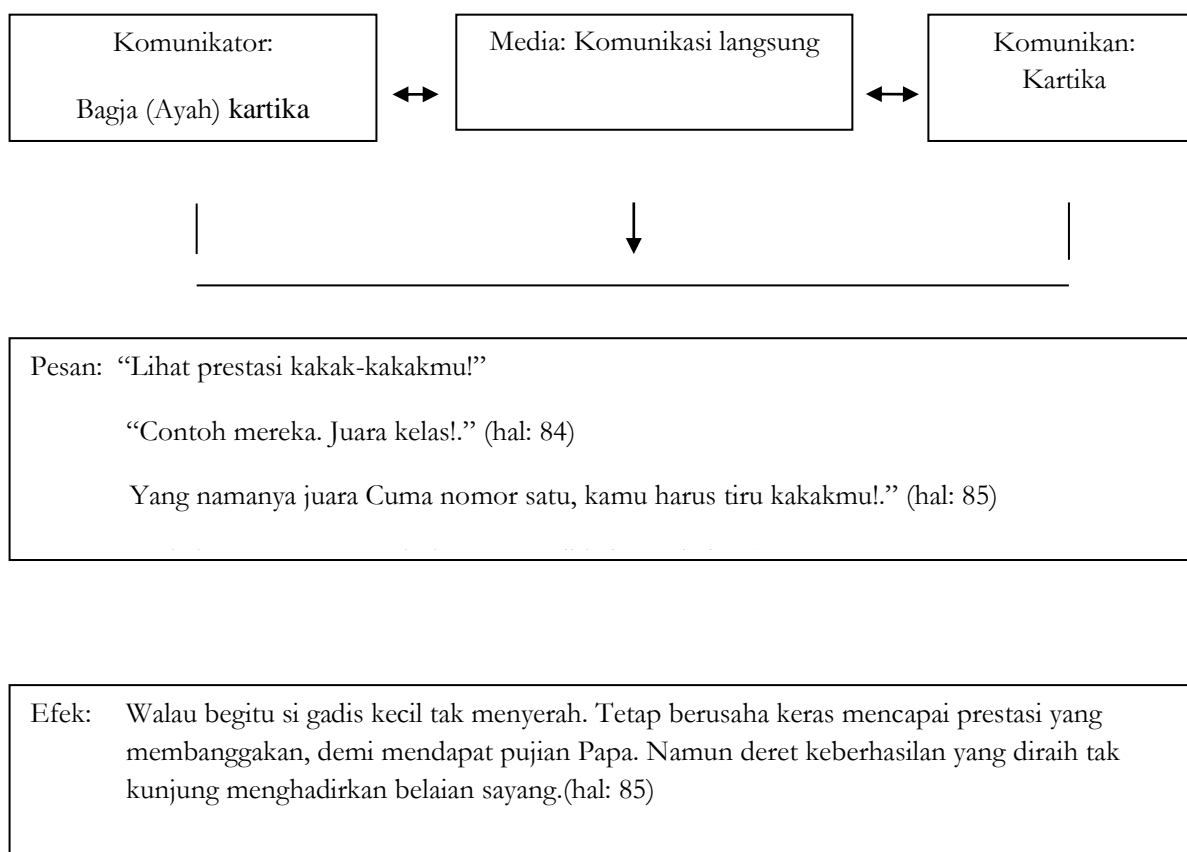 Komunikator:
Bagja (Ayah) kartika
Media: Komunikasi langsung
Komunikan:
Kartika
Pesan: “Lihat prestasi kakak-kakakmu!”
“Contoh mereka. Juara kelas!.” (hal: 84)
Yang namanya juara Cuma nomor satu, kamu harus tiru kakakmu!.” (hal: 85)
Efek: Walau begitu si gadis kecil tak menyerah. Tetap berusaha keras mencapai prestasi yang
membanggakan, demi mendapat pujian Papa. Namun deret keberhasilan yang diraih tak
kunjung menghadirkan belaian sayang.(hal: 85)